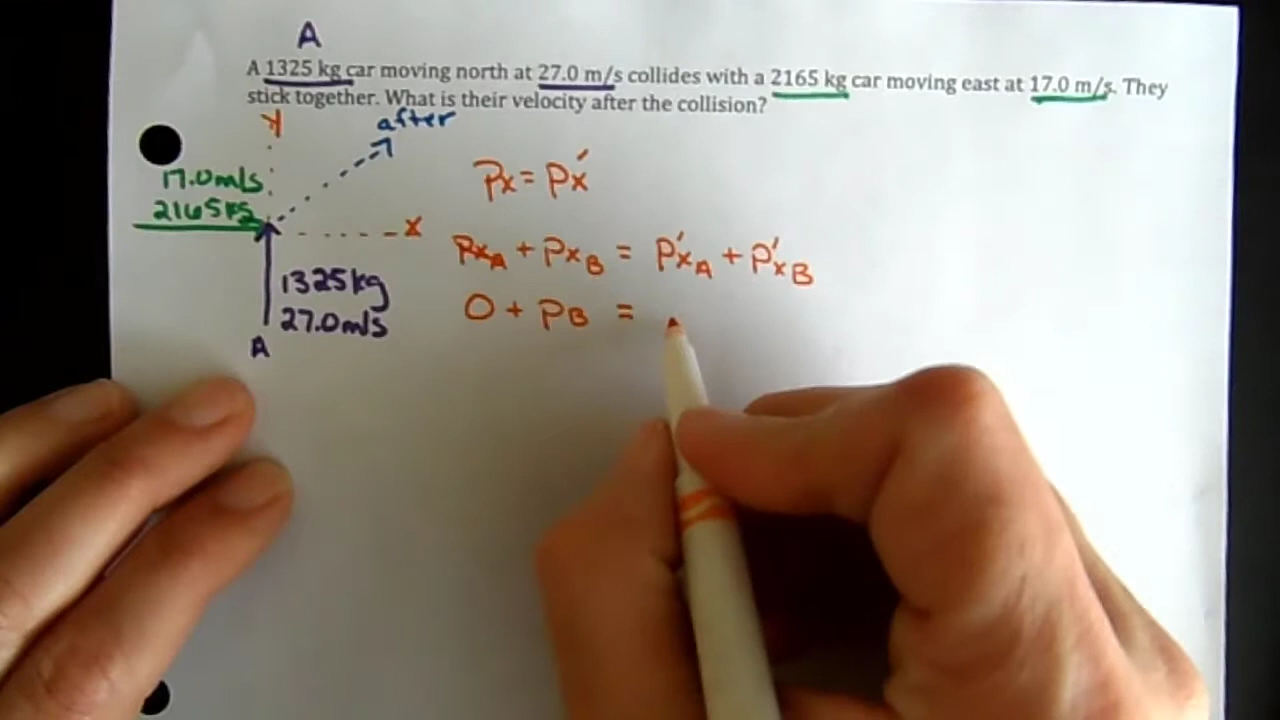 A
A 1325 kg car moving north at 27.0 m/s collides with a 2165 kg car moving east at 17.0 m/s. They
stick together. What is their velocity after the collision?
y
after
17.0m/s
2165kg
x
1325kg
27.0m/s
A
Px = Px'
PxA + PxB = P'xA + P'xB
0 + PB =